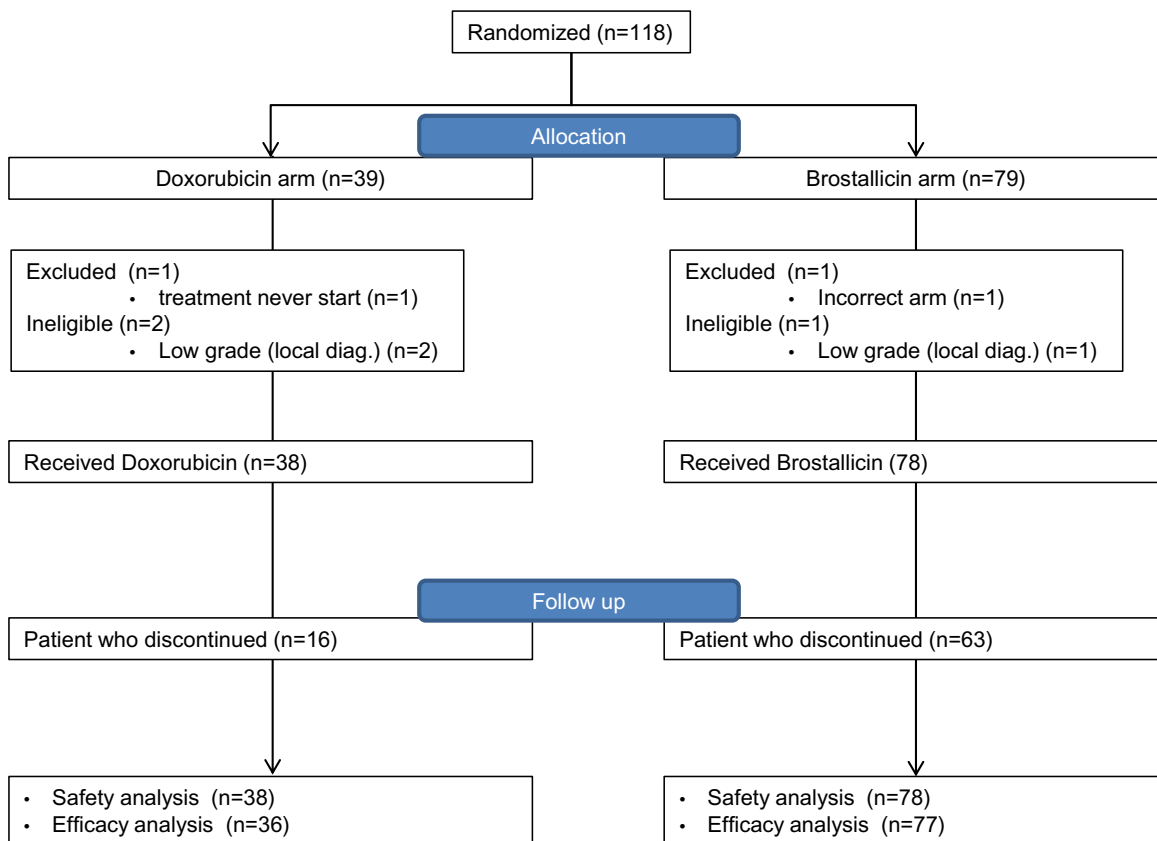 Randomized (n=118)
Allocation
Doxorubicin arm (n=39)
Brostallicin arm (n=79)
Excluded (n=1)
• treatment never start (n=1)
Ineligible (n=2)
• Low grade (local diag.) (n=2)
Excluded (n=1)
• Incorrect arm (n=1)
Ineligible (n=1)
• Low grade (local diag.) (n=1)
Received Doxorubicin (n=38)
Received Brostallicin (78)
Follow up
Patient who discontinued (n=16)
Patient who discontinued (n=63)
• Safety analysis (n=38)
• Efficacy analysis (n=36)
• Safety analysis (n=78)
• Efficacy analysis (n=77)